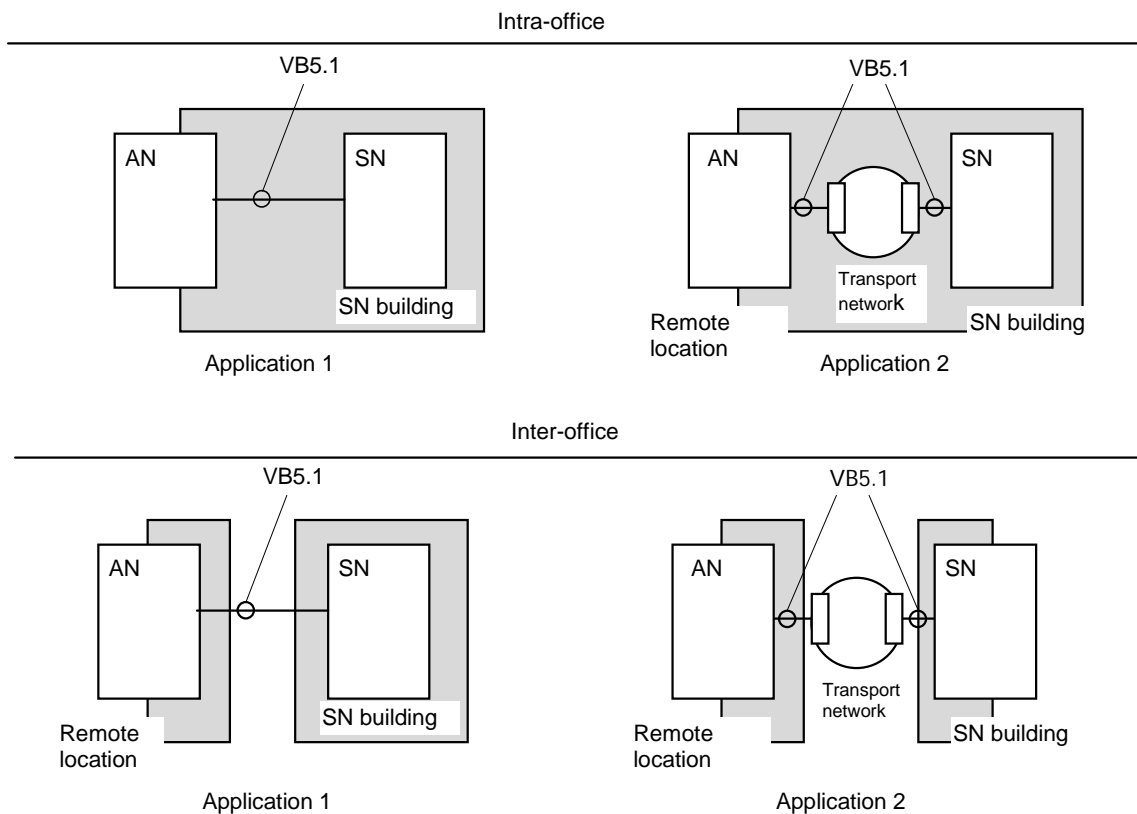 Intra-office
VB5.1
AN
SN
SN building
Application 1
VB5.1
AN
SN
Transport
network
Remote
location
SN building
Application 2
Inter-office
VB5.1
AN
SN
SN building
Remote
location
Application 1
VB5.1
AN
SN
Transport
network
Remote
location
SN building
Application 2